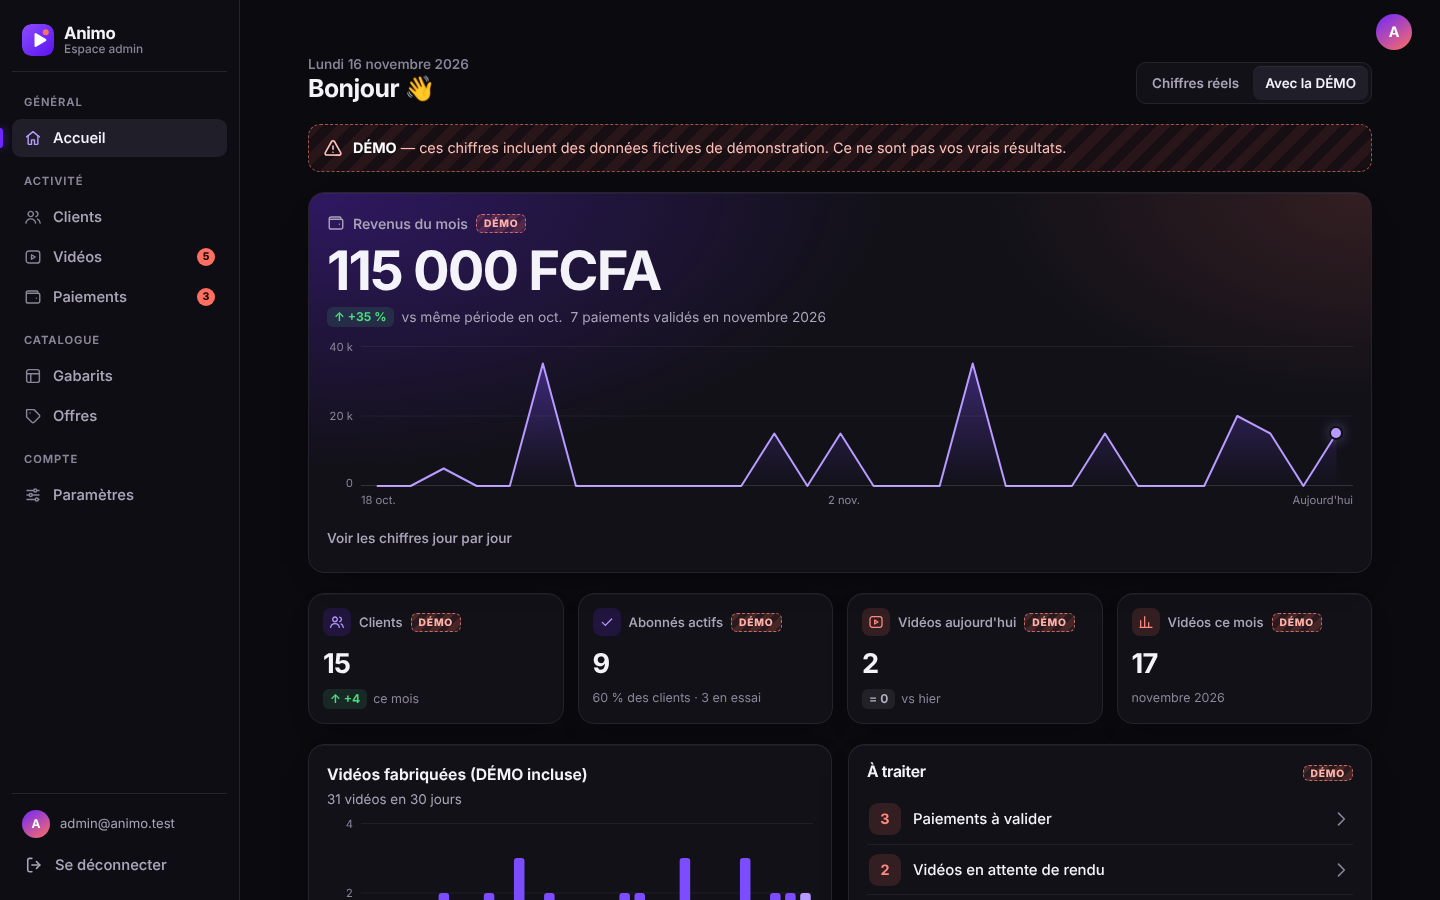 Animo
Espace admin
GÉNÉRAL
Accueil
ACTIVITÉ
Clients
Vidéos 5
Paiements 3
CATALOGUE
Gabarits
Offres
COMPTE
Paramètres
A admin@animo.test
Se déconnecter
A
Lundi 16 novembre 2026
Bonjour 👋
Chiffres réels Avec la DÉMO
DÉMO — ces chiffres incluent des données fictives de démonstration. Ce ne sont pas vos vrais résultats.
Revenus du mois DÉMO
115 000 FCFA
↑ +35 % vs même période en oct. 7 paiements validés en novembre 2026
40 k
20 k
0
18 oct. 2 nov. Aujourd'hui
Voir les chiffres jour par jour
Clients DÉMO
15
↑ +4 ce mois
Abonnés actifs DÉMO
9
60 % des clients · 3 en essai
Vidéos aujourd'hui DÉMO
2
= 0 vs hier
Vidéos ce mois DÉMO
17
novembre 2026
Vidéos fabriquées (DÉMO incluse)
31 vidéos en 30 jours
4
2
À traiter DÉMO
3 Paiements à valider
2 Vidéos en attente de rendu